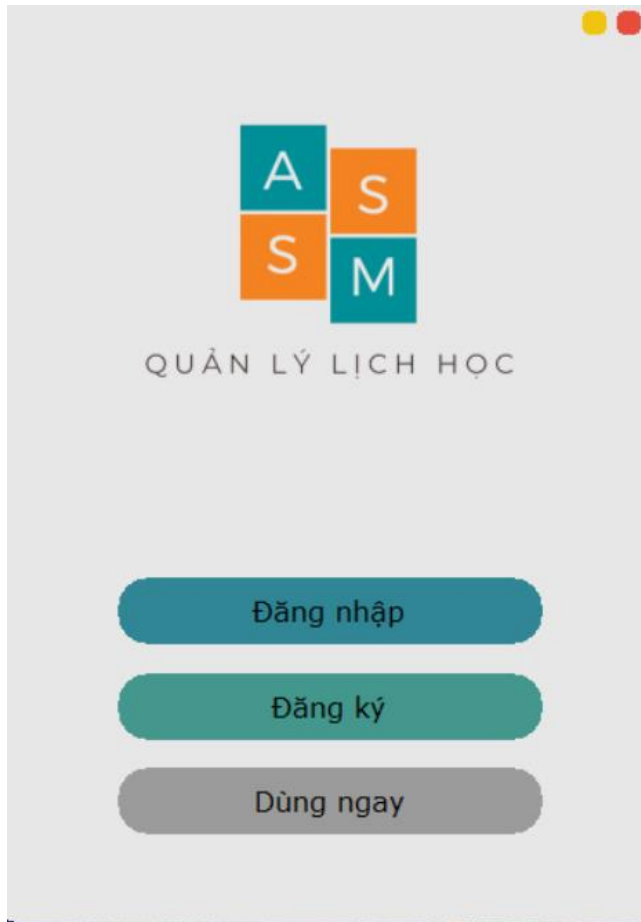 A S
S M
QUẢN LÝ LỊCH HỌC
Đăng nhập
Đăng ký
Dùng ngay